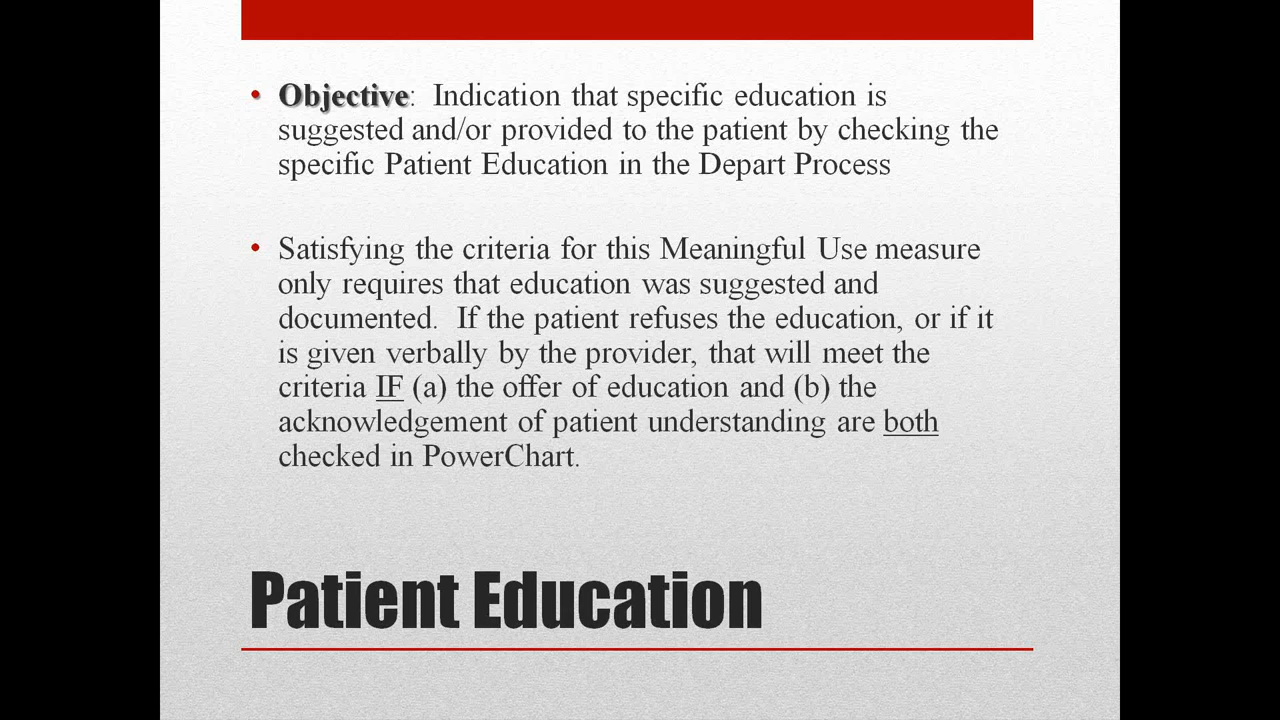 • Objective:  Indication that specific education is
suggested and/or provided to the patient by checking the
specific Patient Education in the Depart Process
• Satisfying the criteria for this Meaningful Use measure
only requires that education was suggested and
documented.  If the patient refuses the education, or if it
is given verbally by the provider, that will meet the
criteria IF (a) the offer of education and (b) the
acknowledgement of patient understanding are both
checked in PowerChart.
Patient Education